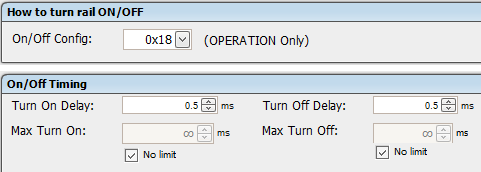 How to turn rail ON/OFF
On/Off Config: 0x18 (OPERATION Only)
On/Off Timing
Turn On Delay: 0.5 ms Turn Off Delay: 0.5 ms
Max Turn On: ∞ ms Max Turn Off: ∞ ms
No limit No limit